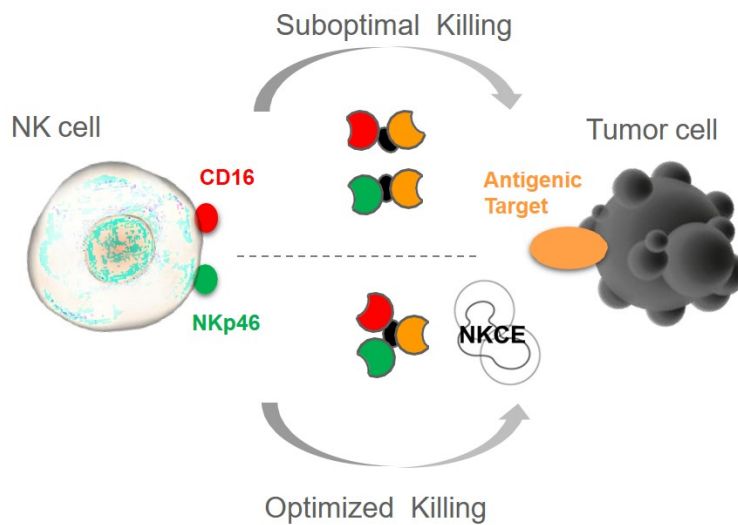 Suboptimal Killing
NK cell
Tumor cell
CD16
Antigenic
Target
NKp46
NKCE
Optimized Killing